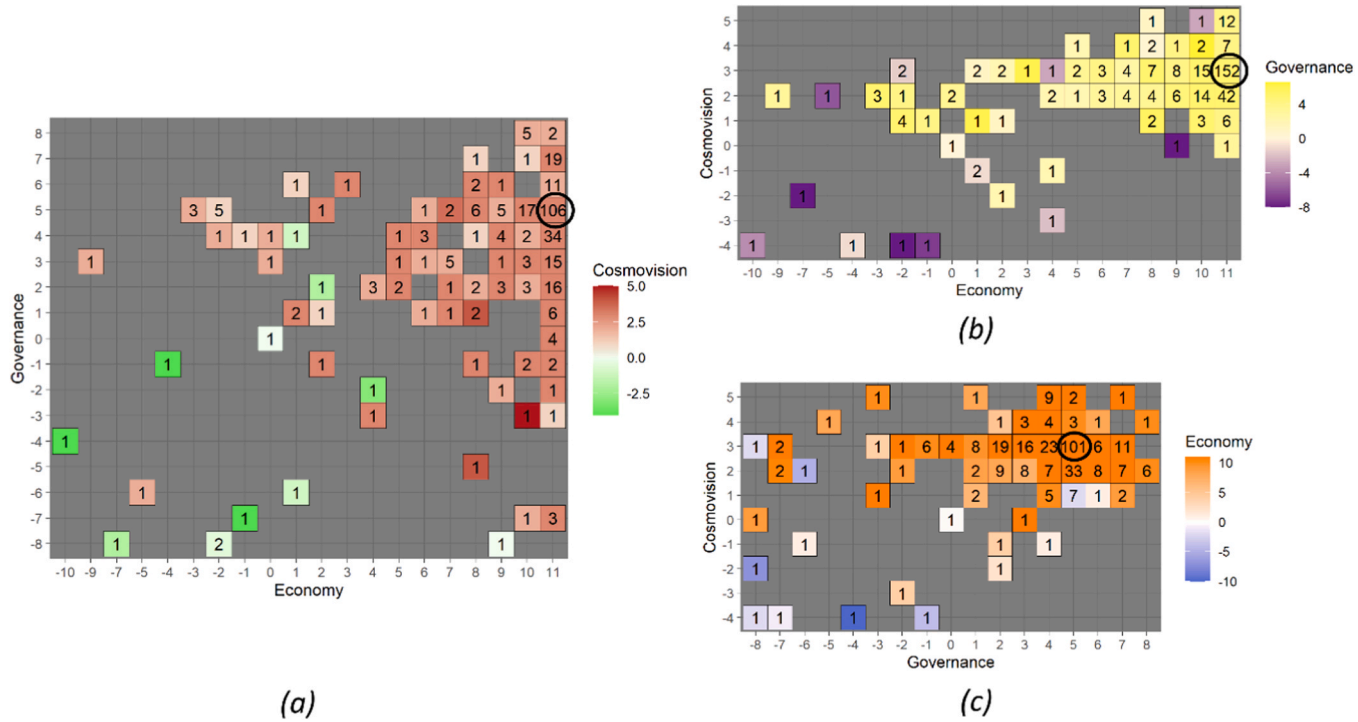 8 5 2
7 1 1 19
6 1 1 2 1 11
5 3 5 1 1 2 6 5 17 106
4 1 1 1 1 1 3 1 4 2 34
3 1 1 1 1 5 1 3 15
2 1 3 2 1 2 3 3 16
1 2 1 1 1 2 6
0 1 4
-1 1 1 1 2 2
-2 1 1 1
-3 1 1 1
-4 1
-5 1
-6 1 1
-7 1 1 3
-8 1 2 1
-10 -9 -7 -5 -4 -3 -2 -1 0 1 2 3 4 5 6 7 8 9 10 11
Economy
Governance
Cosmovision
5.0
2.5
0.0
-2.5
(a)
5 1 1 12
4 1 1 2 1 2 7
3 2 2 2 1 1 2 3 4 7 8 15 152
2 1 1 3 1 2 2 1 3 4 4 6 14 42
1 4 1 1 1 2 3 6
0 1 1 1
-1 2 1
-2 1 1
-3 1
-4 1 1 1 1
-10 -9 -7 -5 -4 -3 -2 -1 0 1 2 3 4 5 6 7 8 9 10 11
Economy
Cosmovision
Governance
4
0
-4
-8
(b)
5 1 1 9 2 1
4 1 1 3 4 3 1 1
3 1 2 1 1 6 4 8 19 16 23 101 6 11
2 2 1 1 2 9 8 7 33 8 7 6
1 1 2 5 7 1 2
0 1 1 1
-1 1 1 1
-2 1 1
-3 1
-4 1 1 1 1
-8 -7 -6 -5 -4 -3 -2 -1 0 1 2 3 4 5 6 7 8
Governance
Cosmovision
Economy
10
5
0
-5
-10
(c)